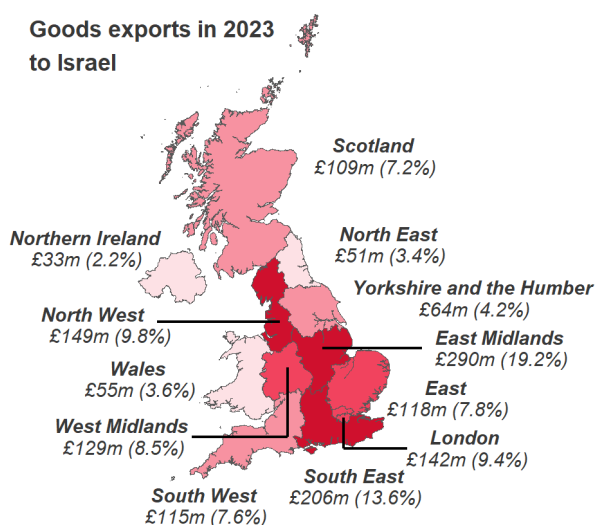 Goods exports in 2023
to Israel
Scotland
£109m (7.2%)
Northern Ireland
£33m (2.2%)
North East
£51m (3.4%)
Yorkshire and the Humber
£64m (4.2%)
North West
£149m (9.8%)
East Midlands
£290m (19.2%)
Wales
£55m (3.6%)
East
£118m (7.8%)
West Midlands
£129m (8.5%)
London
£142m (9.4%)
South East
£206m (13.6%)
South West
£115m (7.6%)